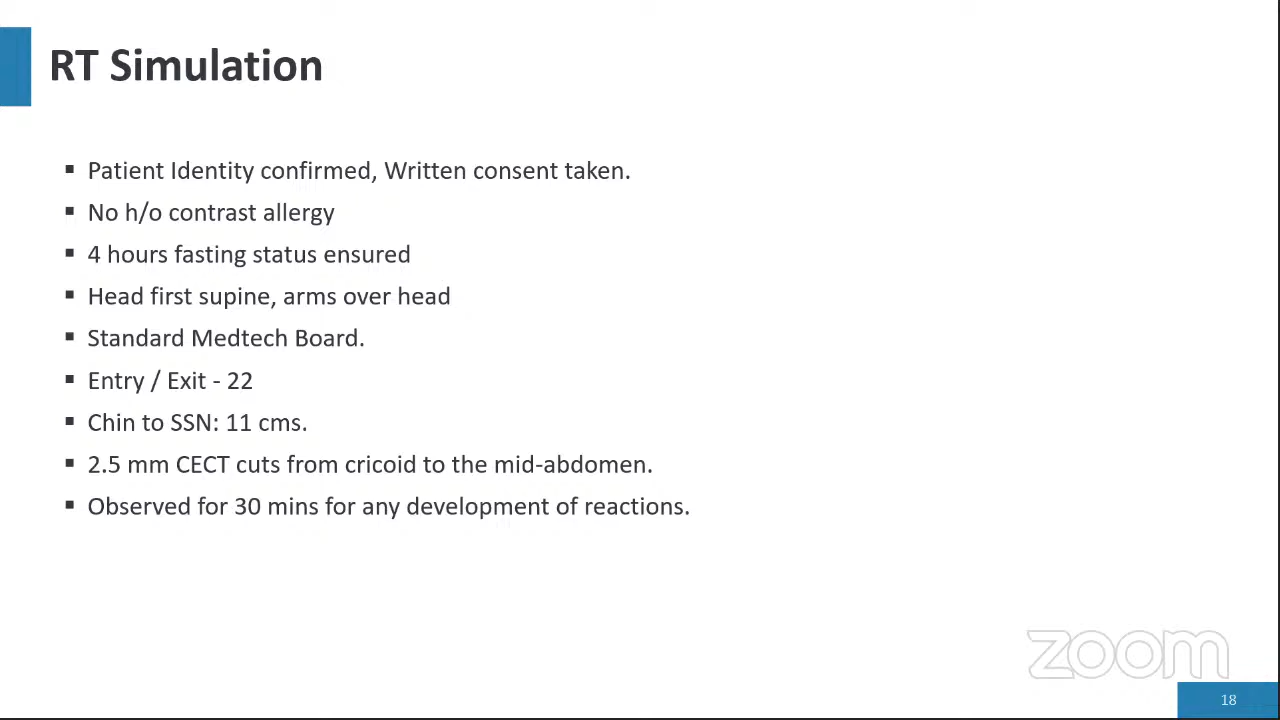 RT Simulation
▪ Patient Identity confirmed, Written consent taken.
▪ No h/o contrast allergy
▪ 4 hours fasting status ensured
▪ Head first supine, arms over head
▪ Standard Medtech Board.
▪ Entry / Exit - 22
▪ Chin to SSN: 11 cms.
▪ 2.5 mm CECT cuts from cricoid to the mid-abdomen.
▪ Observed for 30 mins for any development of reactions.
zoom
18